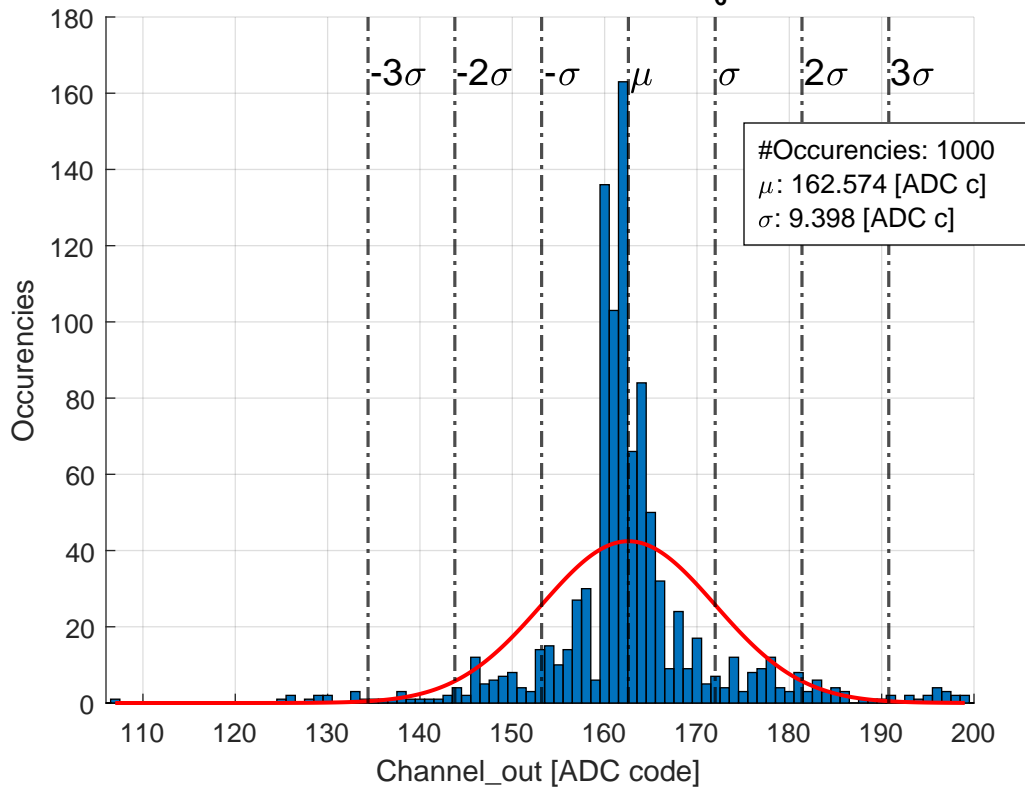 0
180
160
140
120
100
80
60
40
20
0
-3σ -2σ -σ μ σ 2σ 3σ
#Occurencies: 1000
μ: 162.574 [ADC c]
σ: 9.398 [ADC c]
Occurencies
110 120 130 140 150 160 170 180 190 200
Channel_out [ADC code]